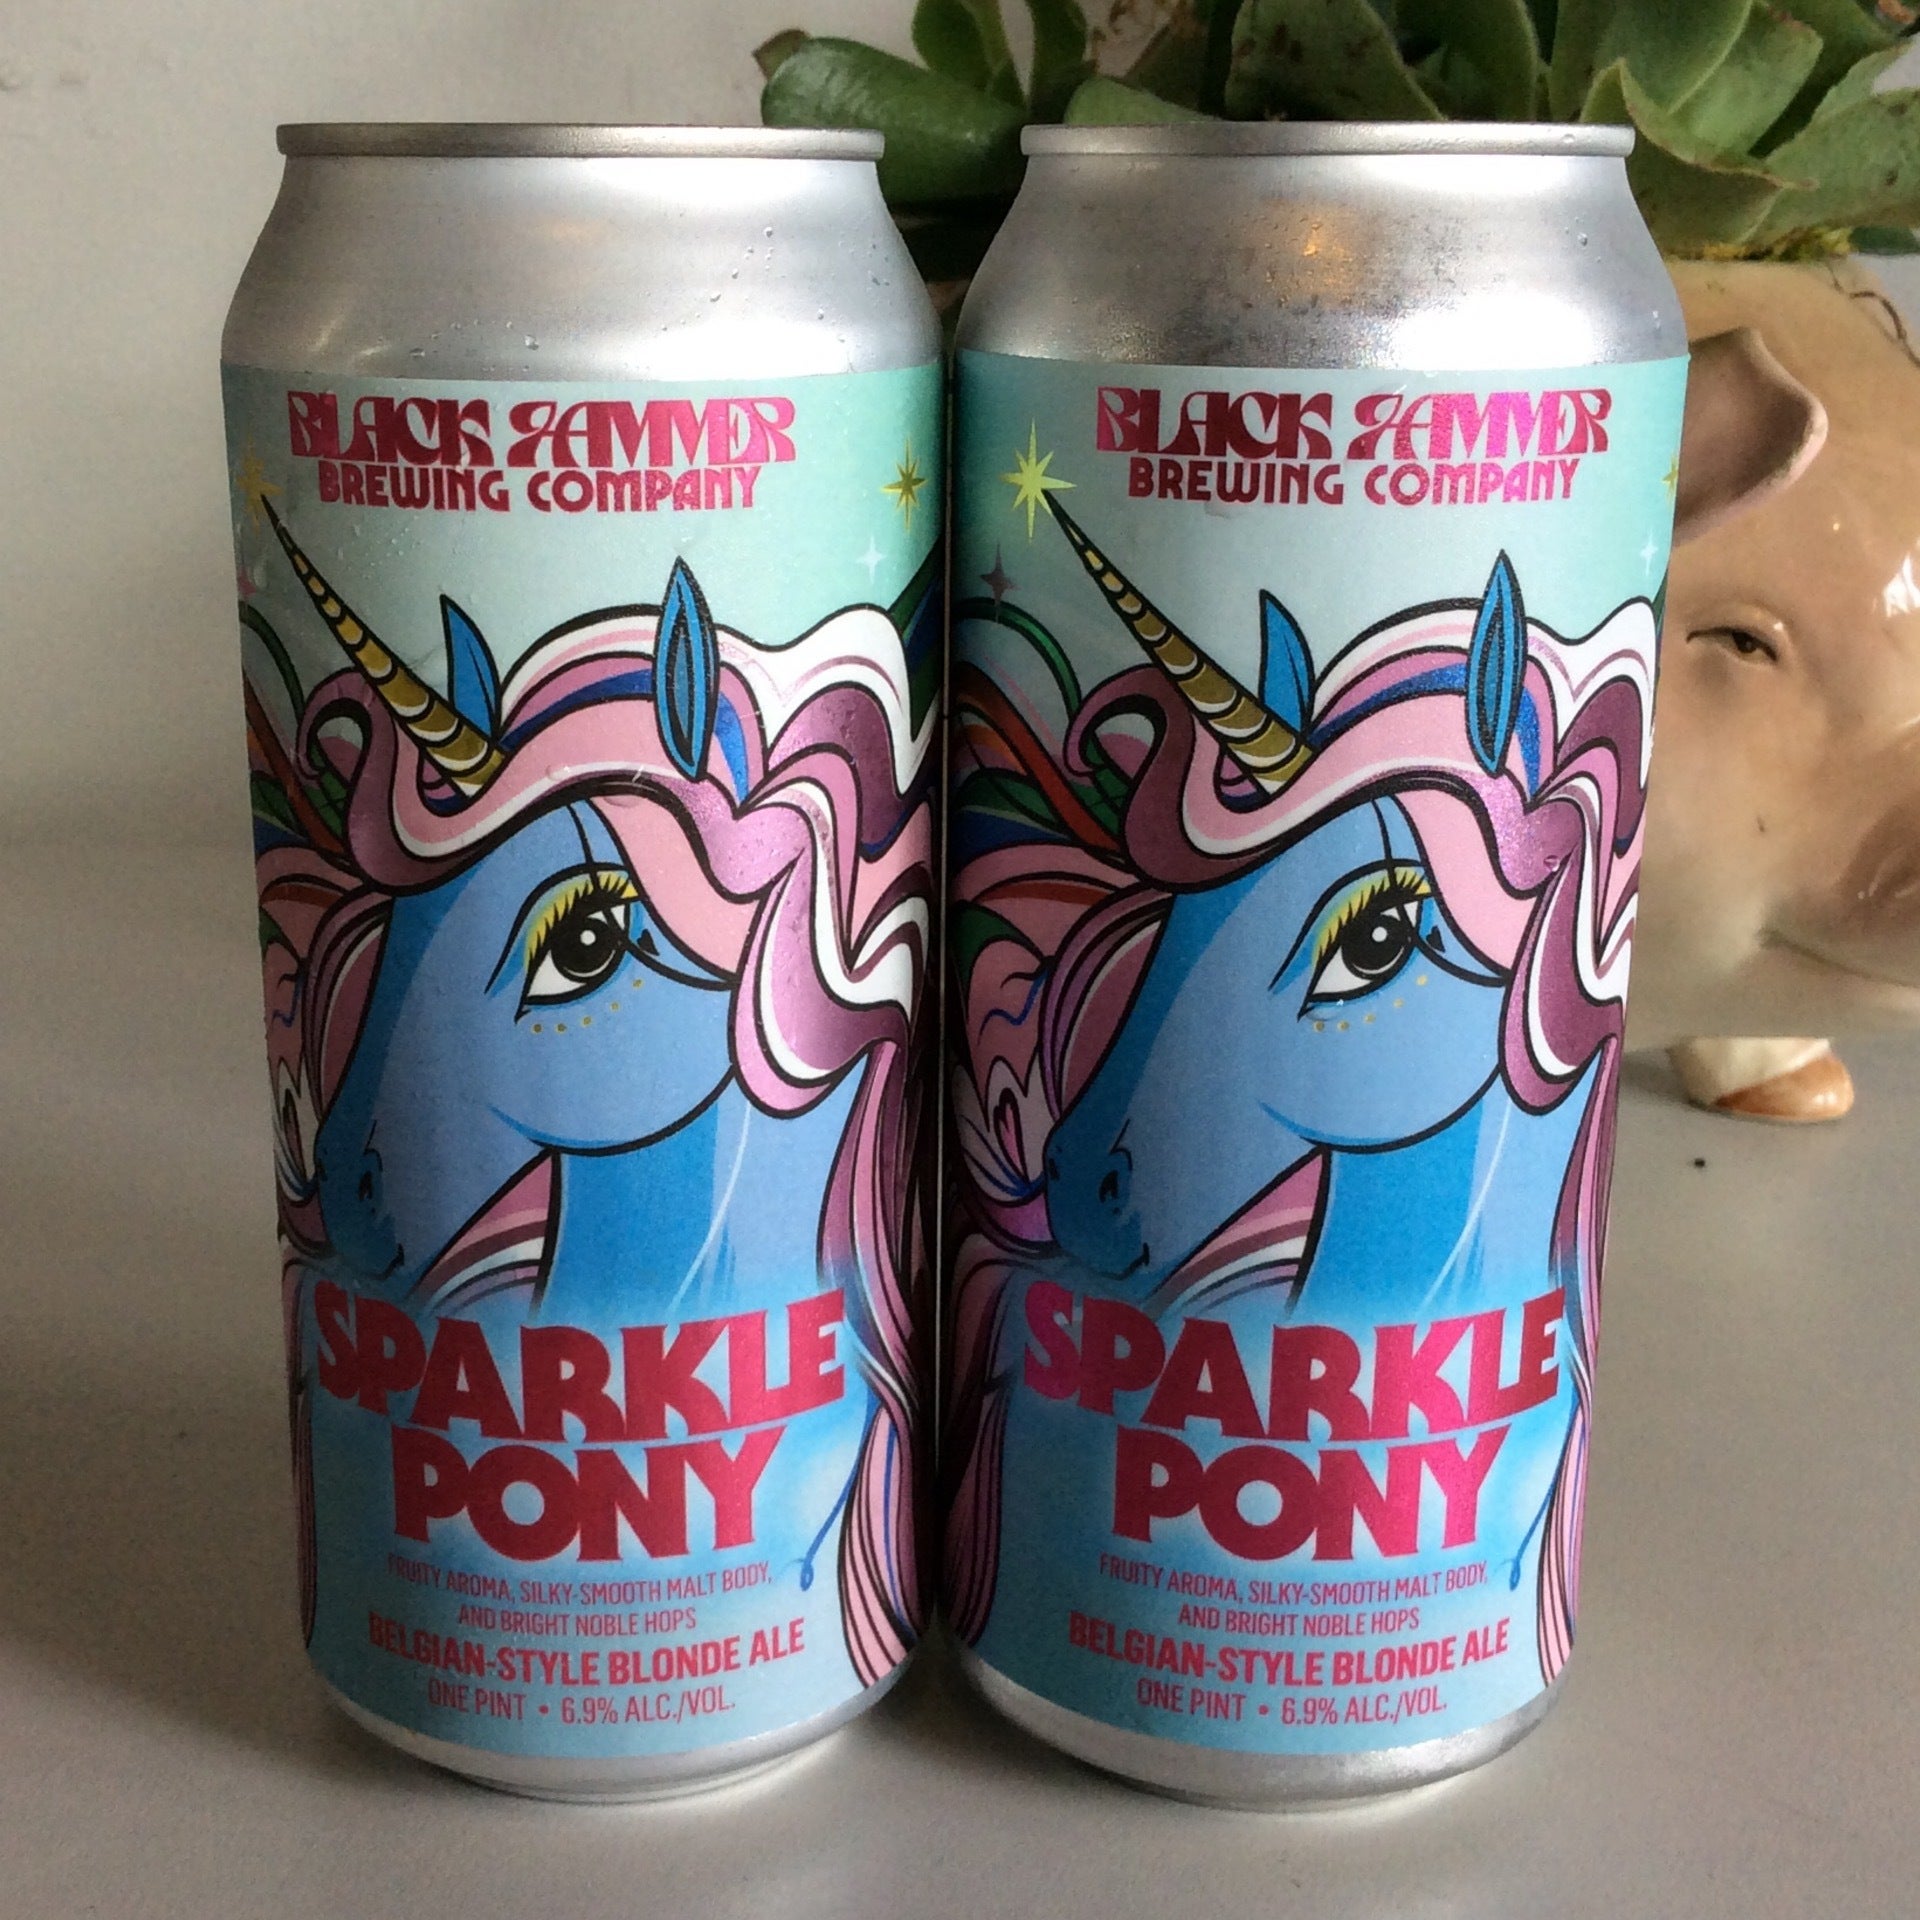 BLACK HAMMER
BREWING COMPANY
SPARKLE
PONY
FRUITY AROMA, SILKY-SMOOTH MALT BODY,
AND BRIGHT NOBLE HOPS
BELGIAN-STYLE BLONDE ALE
ONE PINT • 6.9% ALC./VOL.
BLACK HAMMER
BREWING COMPANY
SPARKLE
PONY
FRUITY AROMA, SILKY-SMOOTH MALT BODY,
AND BRIGHT NOBLE HOPS
BELGIAN-STYLE BLONDE ALE
ONE PINT • 6.9% ALC./VOL.